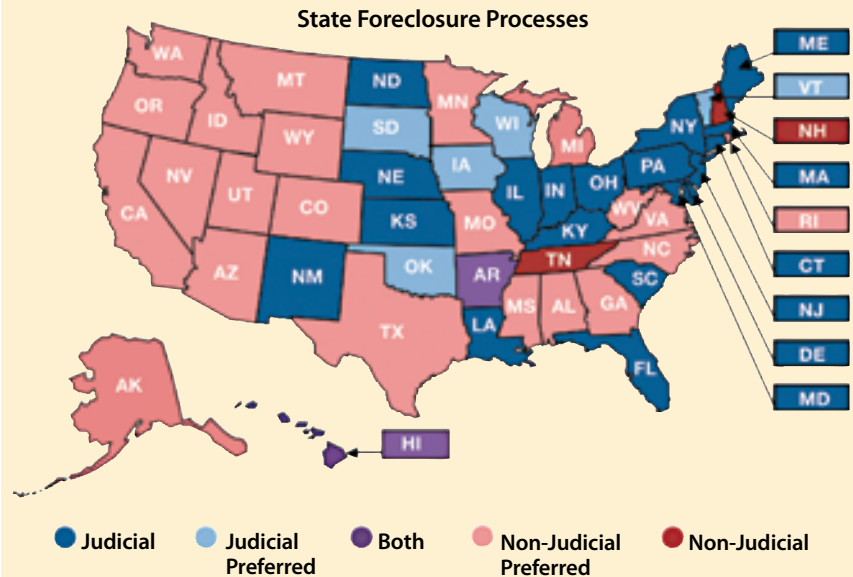 State Foreclosure Processes
WA
MT
ND
MN
OR
ID
WY
SD
WI
MI
NY
ME
VT
NH
MA
RI
CT
NJ
DE
MD
NV
UT
CO
NE
IA
IL
IN
OH
PA
CA
KS
MO
KY
WV
VA
AZ
NM
OK
AR
TN
NC
SC
TX
LA
MS
AL
GA
FL
AK
HI
Judicial
Judicial
Preferred
Both
Non-Judicial
Preferred
Non-Judicial